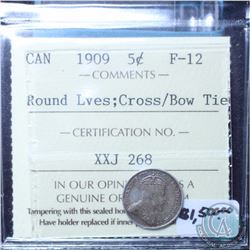 CAN 1909 5¢ F-12
COMMENTS
Round Lves;Cross/Bow Tie
CERTIFICATION NO.
XXJ 268
IN OUR OPIN
GENUINE OR M
Tampering with this sealed hol
Have holder replaced if inner